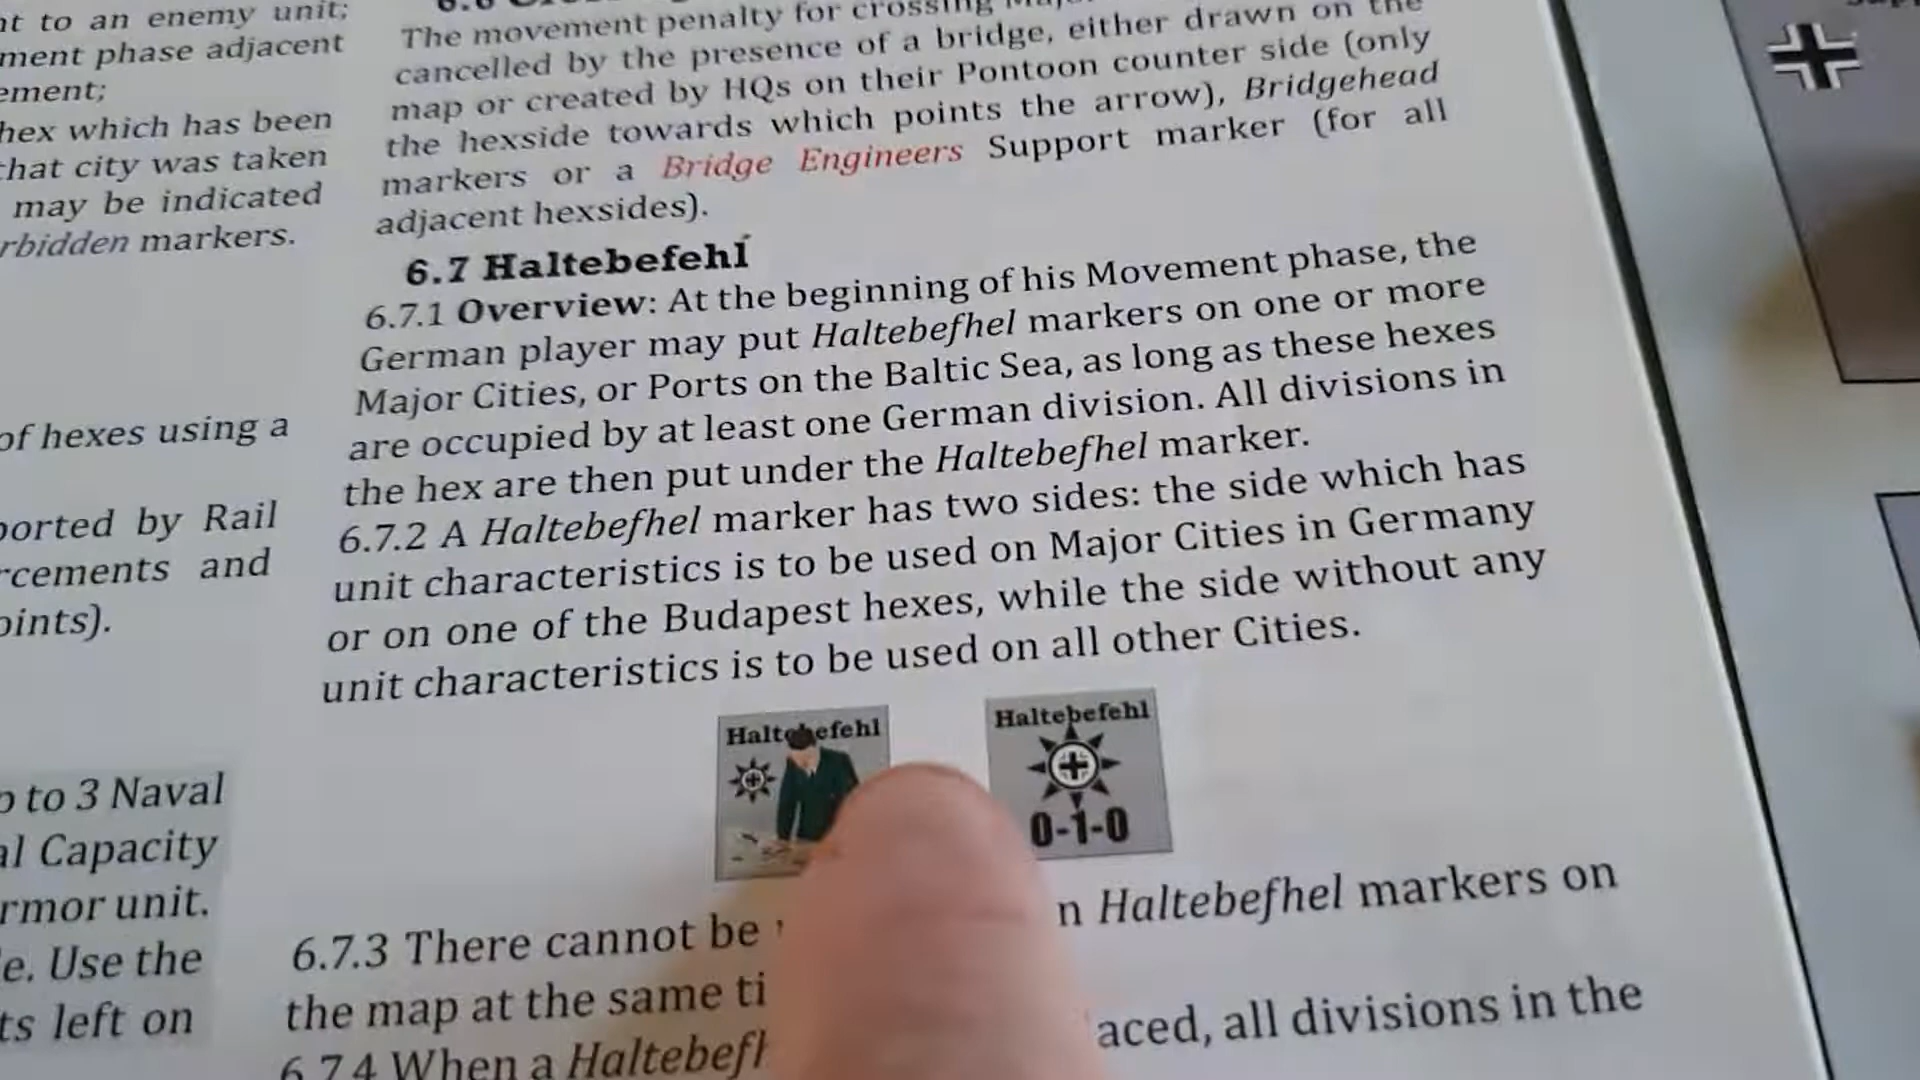 nt to an enemy unit;
ment phase adjacent
ement;
hex which has been
that city was taken
may be indicated
rbidden markers.
of hexes using a
ported by Rail
rcements and
oints).
p to 3 Naval
al Capacity
rmor unit.
e. Use the
ts left on
The movement penalty for crossing
cancelled by the presence of a bridge, either drawn on the
map or created by HQs on their Pontoon counter side (only
the hexside towards which points the arrow), Bridgehead
markers or a Bridge Engineers Support marker (for all
adjacent hexsides).
6.7 Haltebefehl
6.7.1 Overview: At the beginning of his Movement phase, the
German player may put Haltebefhel markers on one or more
Major Cities, or Ports on the Baltic Sea, as long as these hexes
are occupied by at least one German division. All divisions in
the hex are then put under the Haltebefhel marker.
6.7.2 A Haltebefhel marker has two sides: the side which has
unit characteristics is to be used on Major Cities in Germany
or on one of the Budapest hexes, while the side without any
unit characteristics is to be used on all other Cities.
Haltebefehl
Haltebefehl
0-1-0
6.7.3 There cannot be n Haltebefhel markers on
the map at the same ti
6.7.4 When a Haltebefh aced, all divisions in the